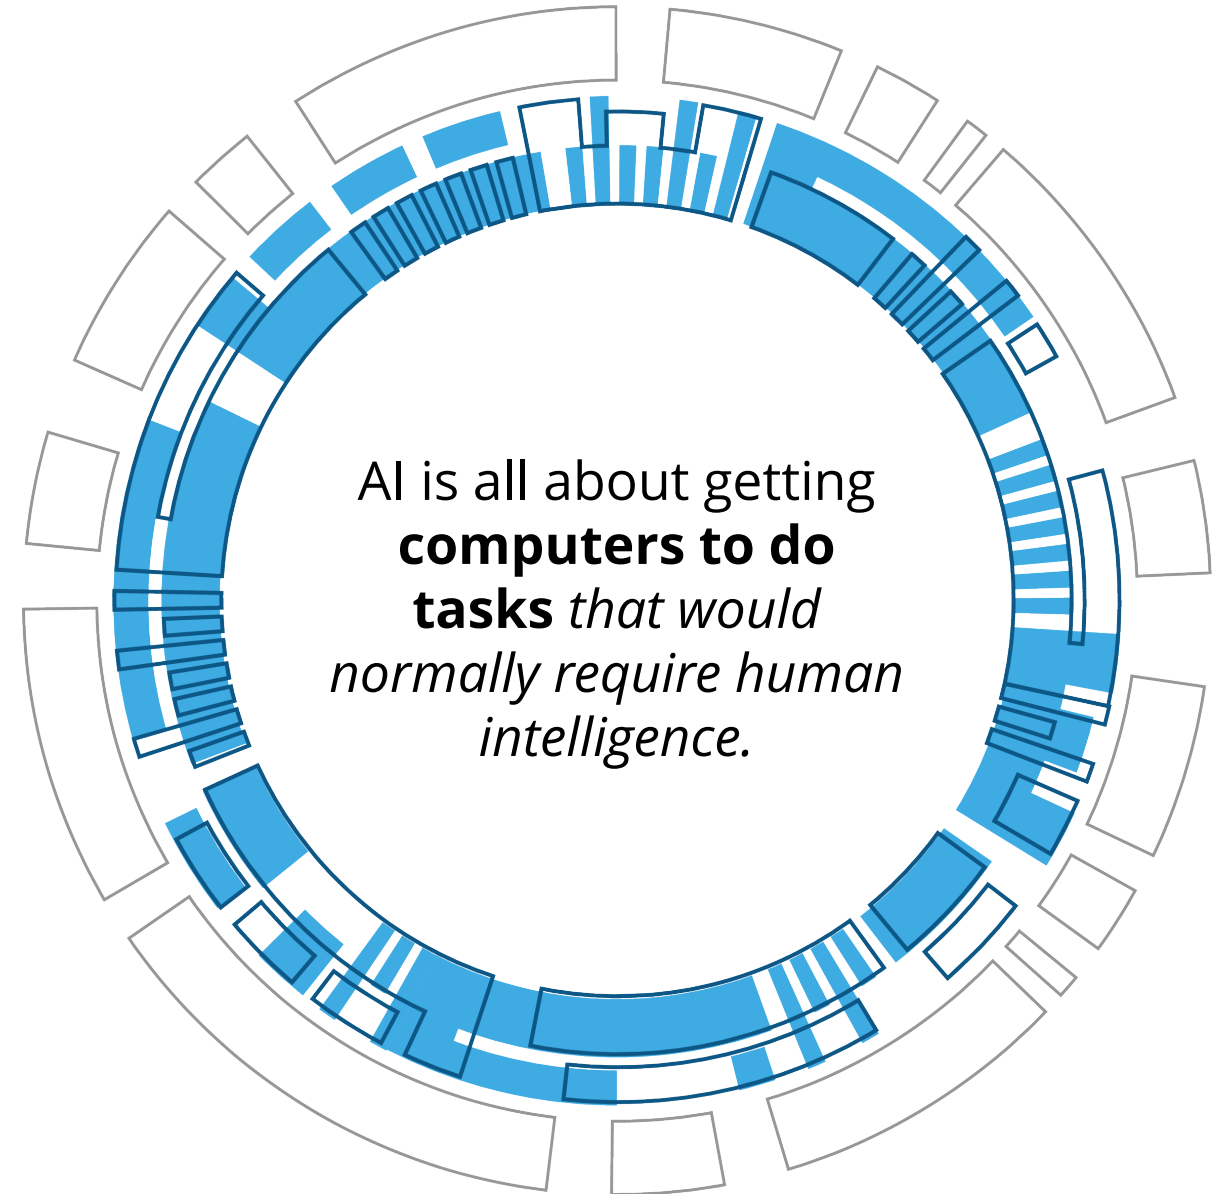 AI is all about getting
computers to do
tasks that would
normally require human
intelligence.